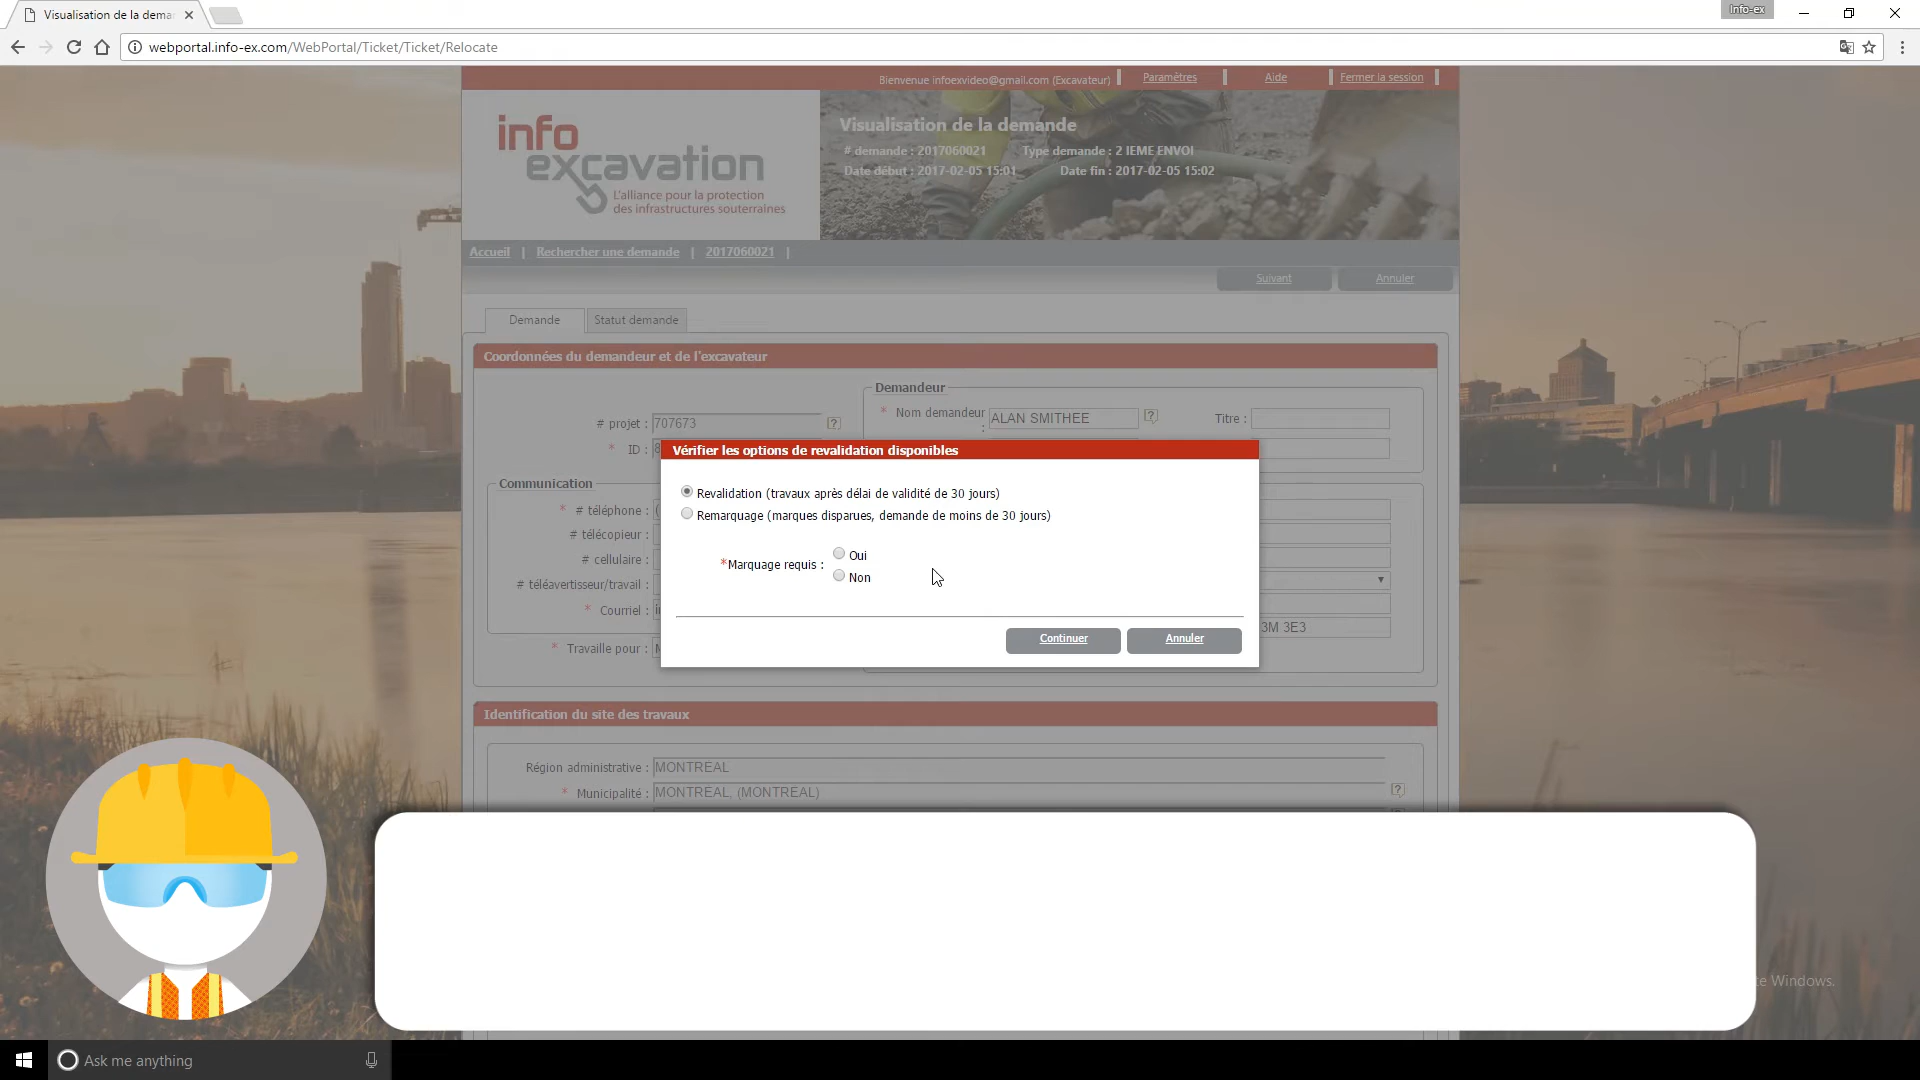 Visualisation de la dema
Info-ex
webportal.info-ex.com/WebPortal/Ticket/Ticket/Relocate
Bienvenue infoexvideo@gmail.com (Excavateur) Paramètres Aide Fermer la session
info
excavation
L'alliance pour la protection
des infrastructures souterraines
Visualisation de la demande
# demande : 2017060021 Type demande : 2 IEME ENVOI
Date début : 2017-02-05 15:01 Date fin : 2017-02-05 15:02
Accueil | Rechercher une demande | 2017060021 |
Suivant Annuler
Demande Statut demande
Coordonnées du demandeur et de l'excavateur
Demandeur
# projet : 707673
* Nom demandeur : ALAN SMITHEE
Titre :
* ID : 8
Vérifier les options de revalidation disponibles
Revalidation (travaux après délai de validité de 30 jours)
Remarquage (marques disparues, demande de moins de 30 jours)
*Marquage requis :
Oui
Non
Continuer Annuler
Communication
* # téléphone : (
# télécopieur :
# cellulaire :
# téléavertisseur/travail :
* Courriel :
3M 3E3
* Travaille pour :
Identification du site des travaux
Région administrative : MONTREAL
* Municipalité : MONTREAL, (MONTREAL)
te Windows.
Ask me anything